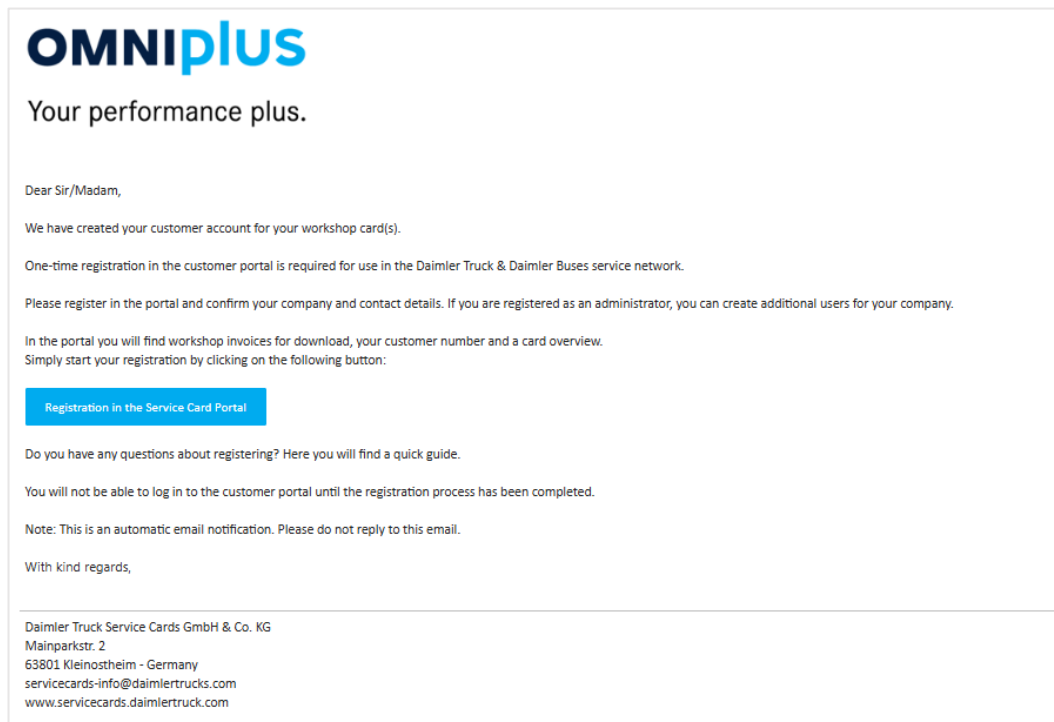 OMNIplus
Your performance plus.
Dear Sir/Madam,
We have created your customer account for your workshop card(s).
One-time registration in the customer portal is required for use in the Daimler Truck & Daimler Buses service network.
Please register in the portal and confirm your company and contact details. If you are registered as an administrator, you can create additional users for your company.
In the portal you will find workshop invoices for download, your customer number and a card overview.
Simply start your registration by clicking on the following button:
Registration in the Service Card Portal
Do you have any questions about registering? Here you will find a quick guide.
You will not be able to log in to the customer portal until the registration process has been completed.
Note: This is an automatic email notification. Please do not reply to this email.
With kind regards,
Daimler Truck Service Cards GmbH & Co. KG
Mainparkstr. 2
63801 Kleinostheim - Germany
servicecards-info@daimlertrucks.com
www.servicecards.daimlertruck.com